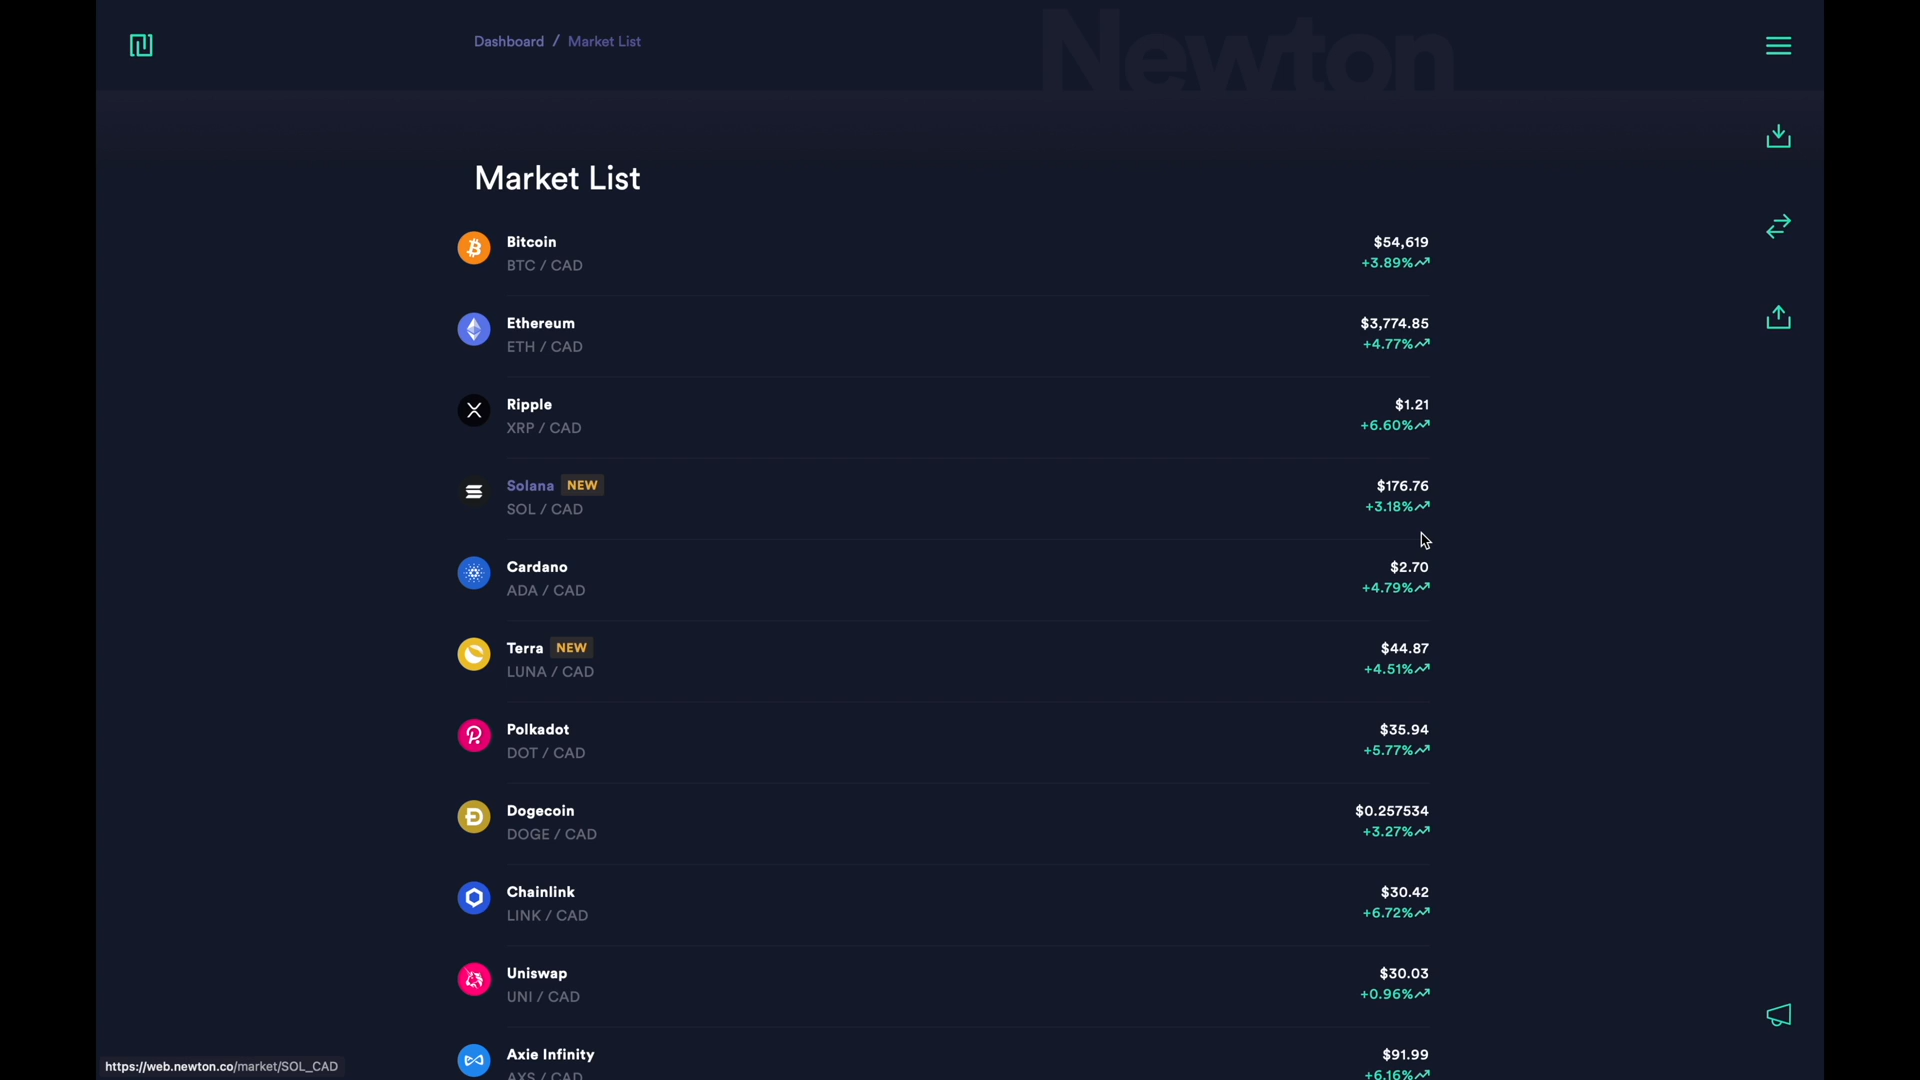 Newton
Dashboard / Market List
Market List
Bitcoin
$54,619
BTC / CAD
+3.89%
Ethereum
$3,774.85
ETH / CAD
+4.77%
Ripple
$1.21
XRP / CAD
+6.60%
Solana NEW
$176.76
SOL / CAD
+3.18%
Cardano
$2.70
ADA / CAD
+4.79%
Terra NEW
$44.87
LUNA / CAD
+4.51%
Polkadot
$35.94
DOT / CAD
+5.77%
Dogecoin
$0.257534
DOGE / CAD
+3.27%
Chainlink
$30.42
LINK / CAD
+6.72%
Uniswap
$30.03
UNI / CAD
+0.96%
Axie Infinity
$91.99
AXS / CAD
+6.16%
https://web.newton.co/market/SOL_CAD